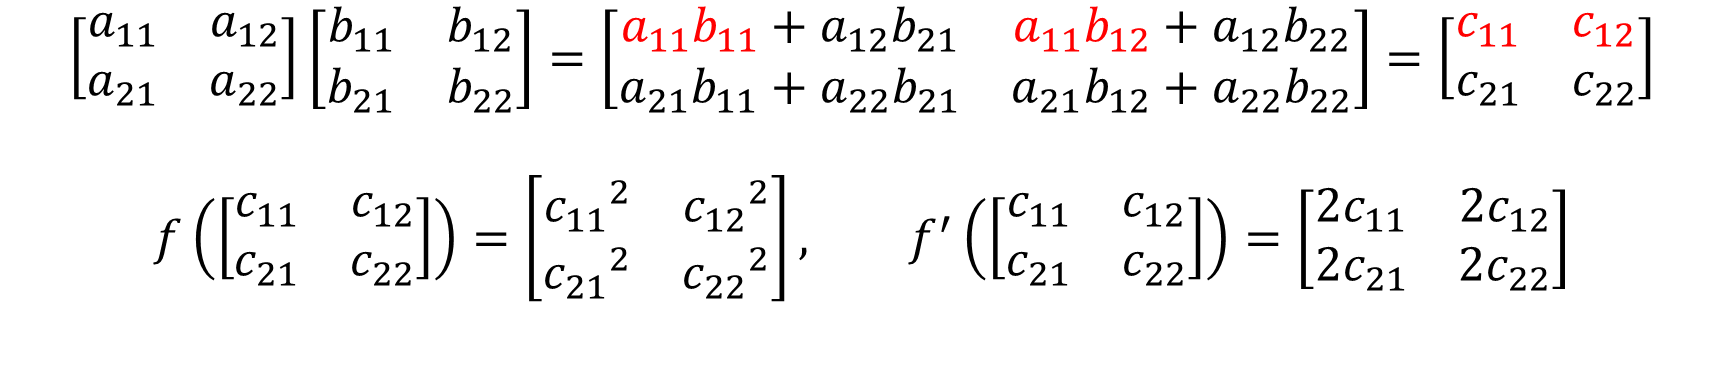 [a₁₁ a₁₂; a₂₁ a₂₂] [b₁₁ b₁₂; b₂₁ b₂₂] = [a₁₁b₁₁ + a₁₂b₂₁ a₁₁b₁₂ + a₁₂b₂₂; a₂₁b₁₁ + a₂₂b₂₁ a₂₁b₁₂ + a₂₂b₂₂] = [c₁₁ c₁₂; c₂₁ c₂₂]
f ([c₁₁ c₁₂; c₂₁ c₂₂]) = [c₁₁² c₁₂²; c₂₁² c₂₂²], f′ ([c₁₁ c₁₂; c₂₁ c₂₂]) = [2c₁₁ 2c₁₂; 2c₂₁ 2c₂₂]